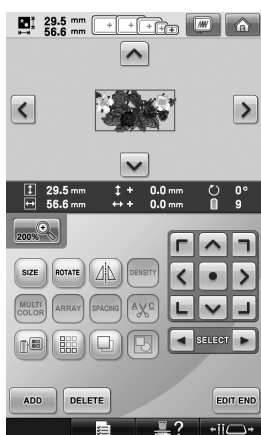 29.5 mm
56.6 mm
29.5 mm + 0.0 mm 0°
56.6 mm + 0.0 mm 9
200%
SIZE ROTATE DENSITY
MULTI COLOR ARRAY SPACING A C
SELECT
ADD DELETE EDIT END
?